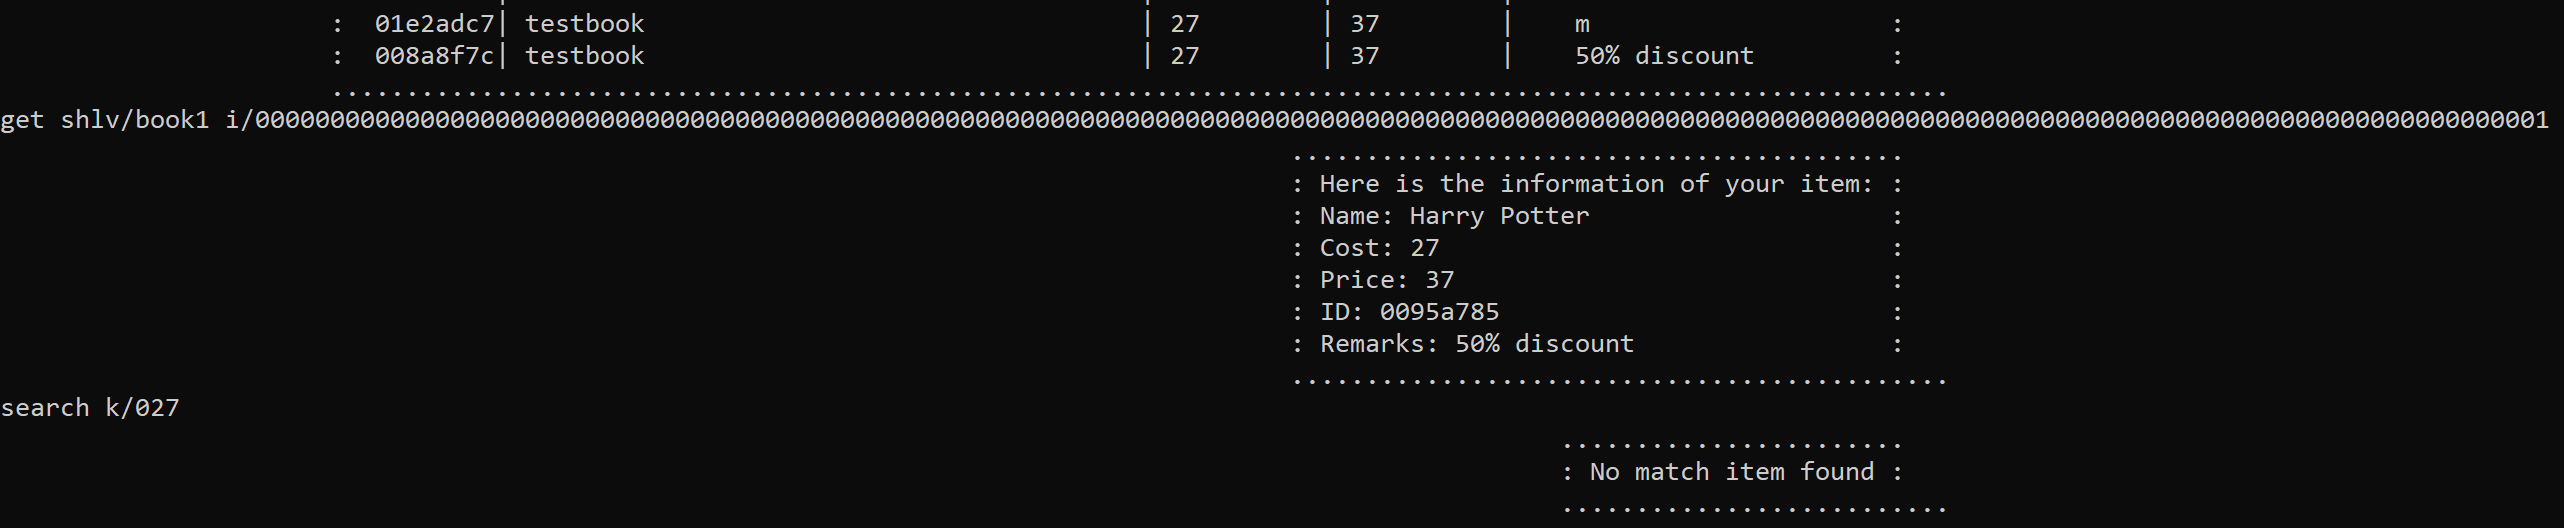 : 01e2adc7| testbook | 27 | 37 | m :
: 008a8f7c| testbook | 27 | 37 | 50% discount :
............................................................................................................
get shlv/book1 i/000000000000000000000000000000000000000000000000000000000000000000000000000000000000000000000000000000000000000000000000000000000000000000000000001
.........................................
: Here is the information of your item: :
: Name: Harry Potter :
: Cost: 27 :
: Price: 37 :
: ID: 0095a785 :
: Remarks: 50% discount :
............................................
search k/027
.......................
: No match item found :
..........................